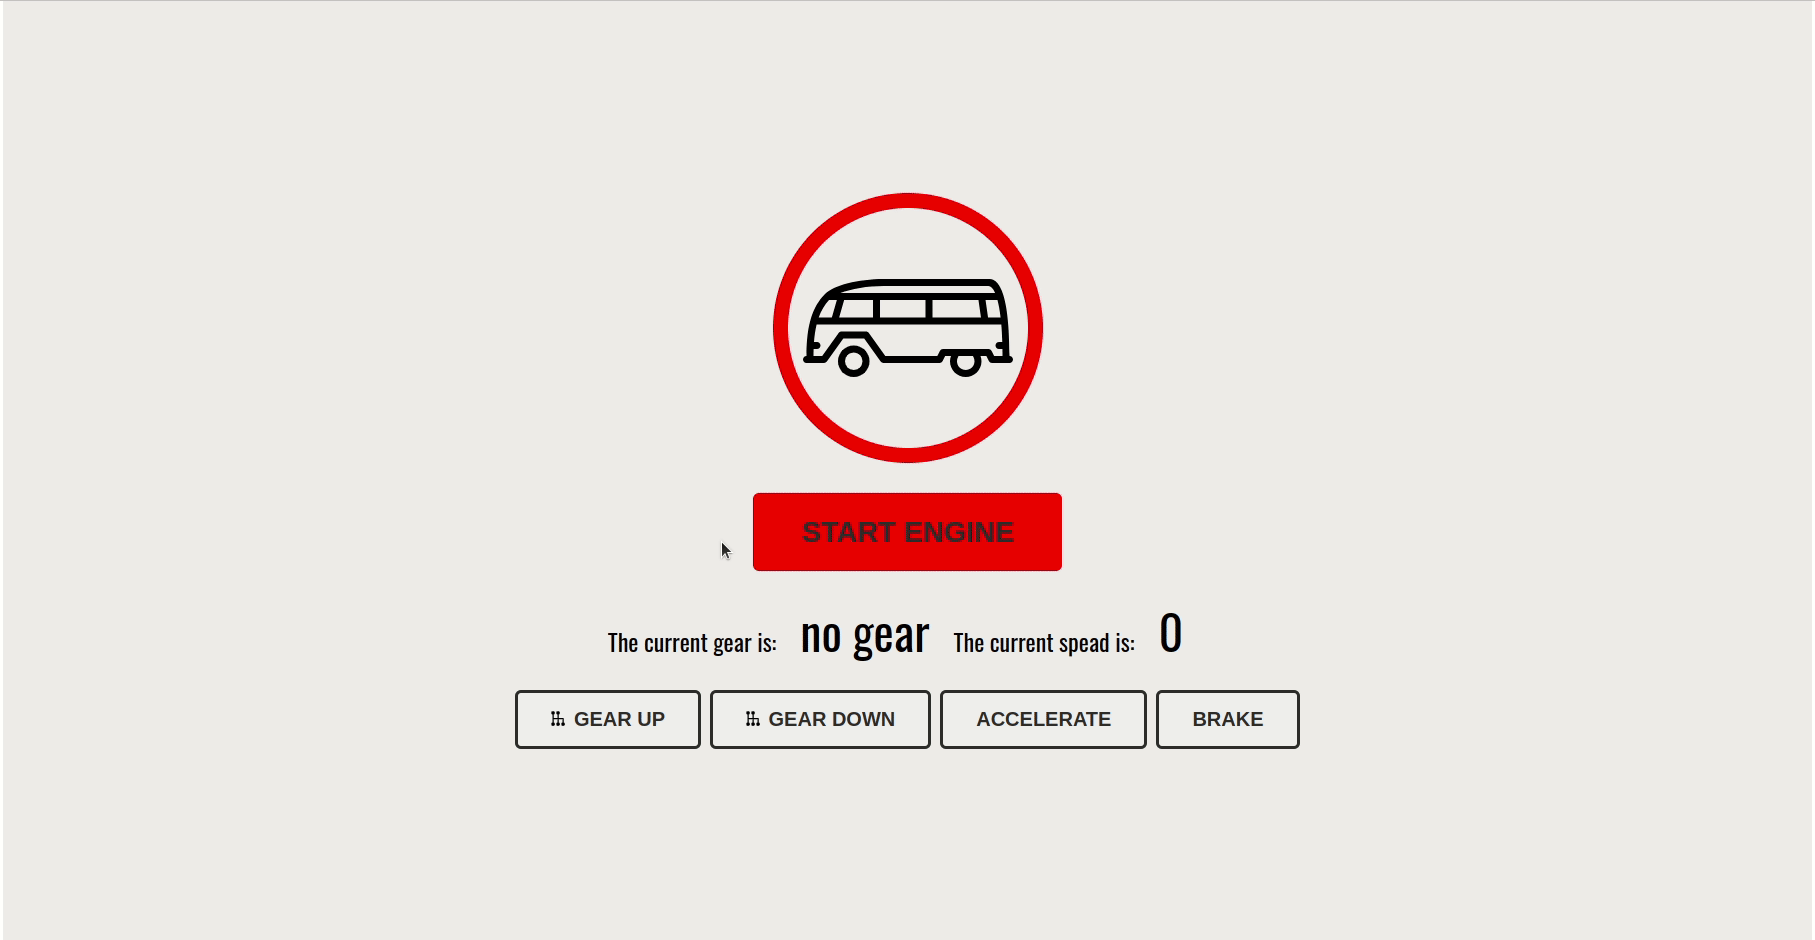 START ENGINE
The current gear is: no gear The current spead is: 0
GEAR UP GEAR DOWN ACCELERATE BRAKE